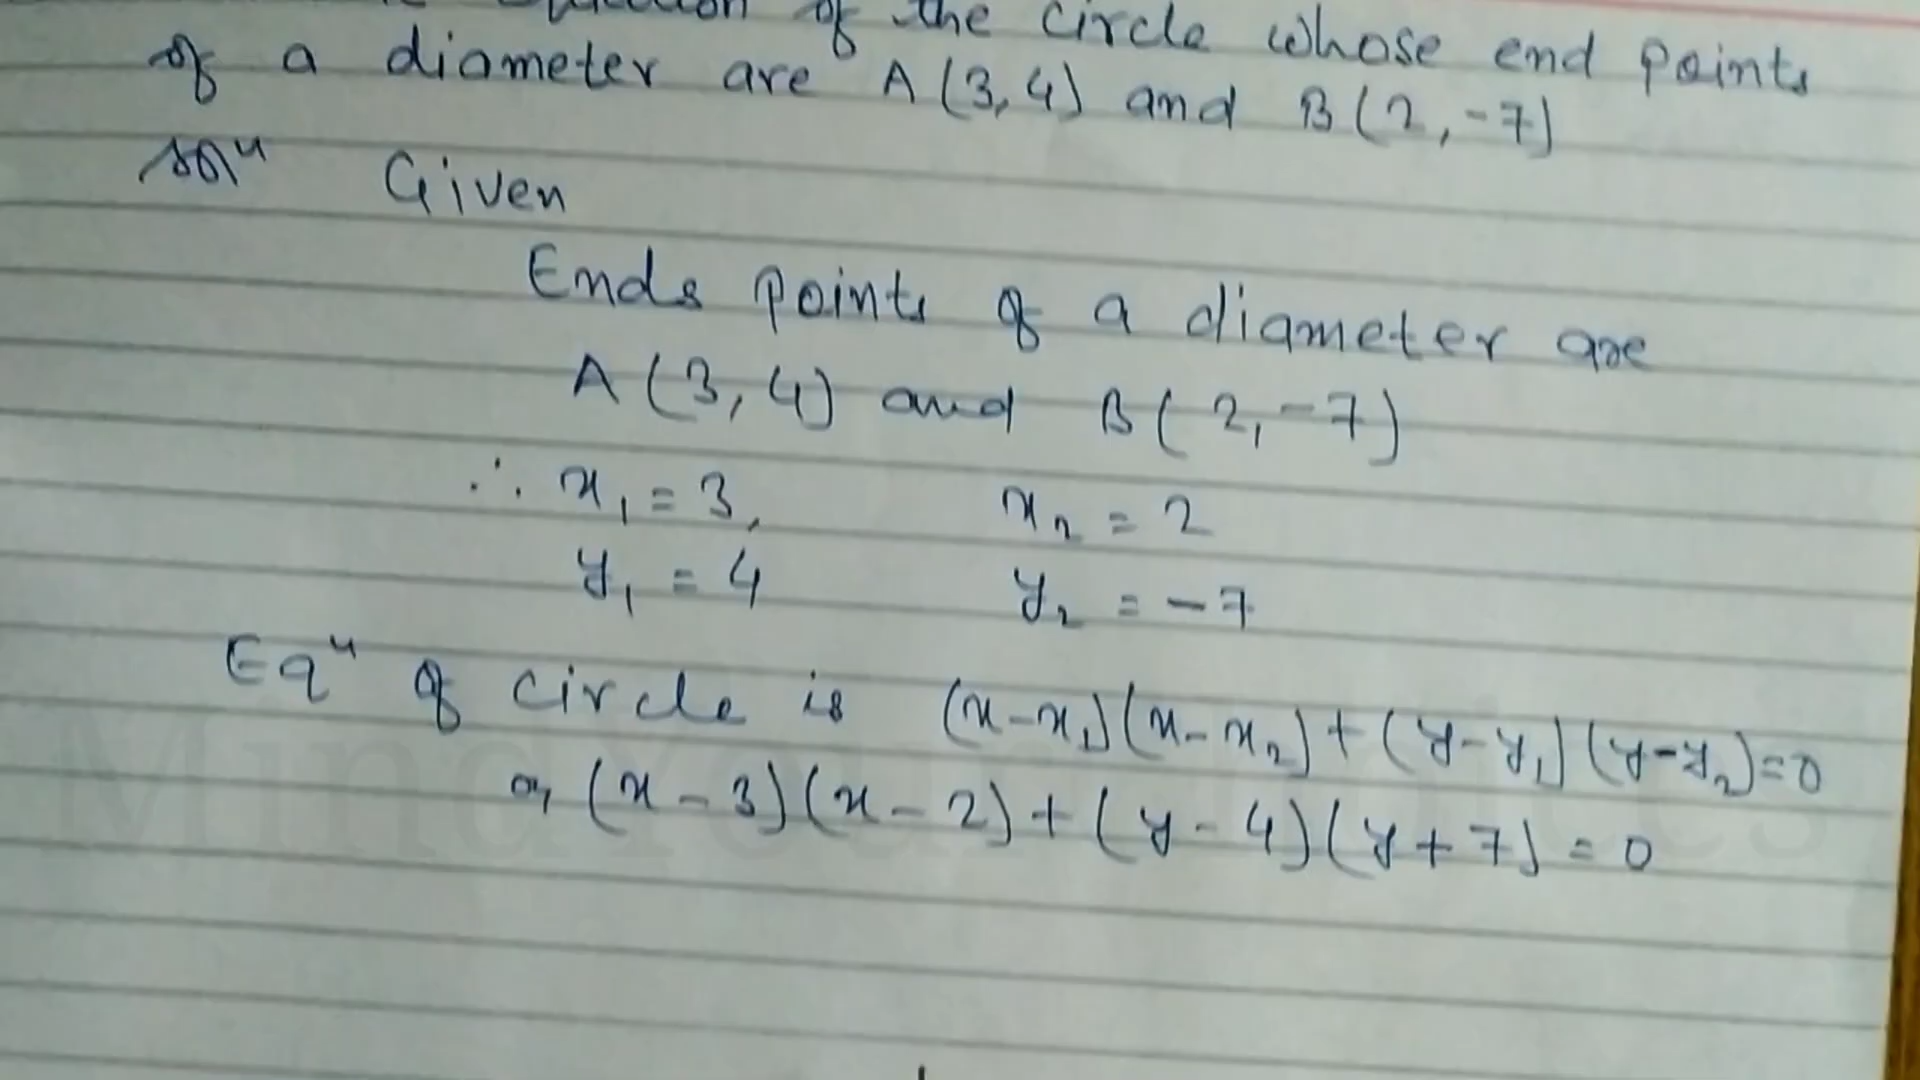 of the circle whose end points
of a diameter are A(3,4) and B(2,-7)
Solⁿ Given
Ends points of a diameter are
A(3,4) and B(2,-7)
∴ x₁ = 3, x₂ = 2
y₁ = 4 y₂ = -7
Eqⁿ of circle is (x-x₁)(x-x₂)+(y-y₁)(y-y₂)=0
or, (x-3)(x-2)+(y-4)(y+7)=0